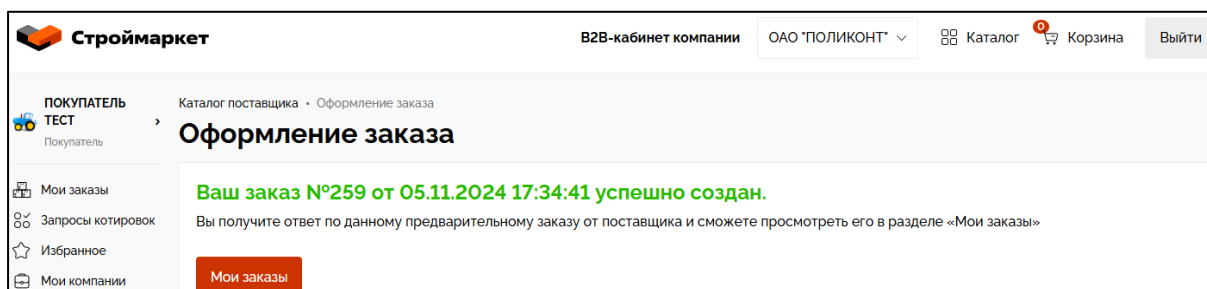 Строймаркет
B2B-кабинет компании
ОАО "ПОЛИКОНТ"
Каталог
0
Корзина
Выйти
ПОКУПАТЕЛЬ
ТЕСТ
Покупатель
Каталог поставщика • Оформление заказа
Оформление заказа
Мои заказы
Запросы котировок
Избранное
Мои компании
Ваш заказ №259 от 05.11.2024 17:34:41 успешно создан.
Вы получите ответ по данному предварительному заказу от поставщика и сможете просмотреть его в разделе «Мои заказы»
Мои заказы